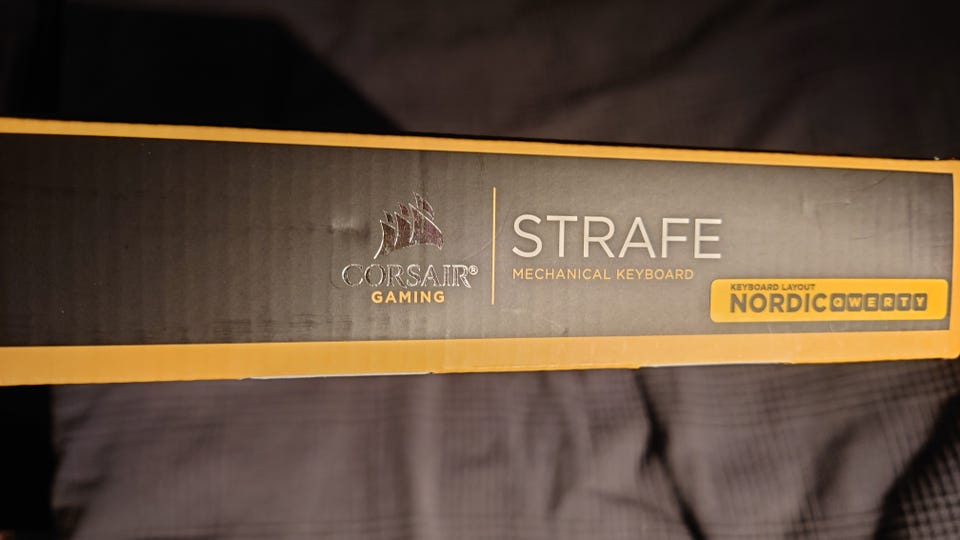 CORSAIR®
GAMING
STRAFE
MECHANICAL KEYBOARD
KEYBOARD LAYOUT
NORDIC QWERTY